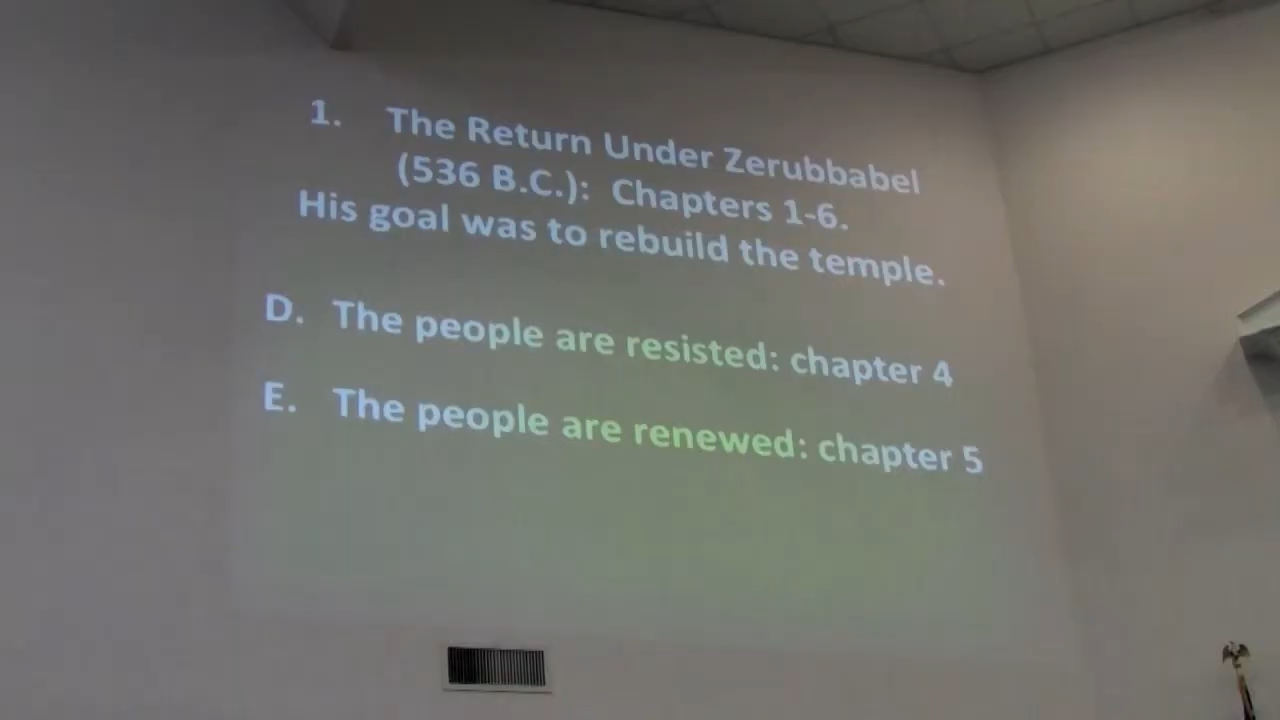 1. The Return Under Zerubbabel
(536 B.C.): Chapters 1-6.
His goal was to rebuild the temple.
D. The people are resisted: chapter 4
E. The people are renewed: chapter 5